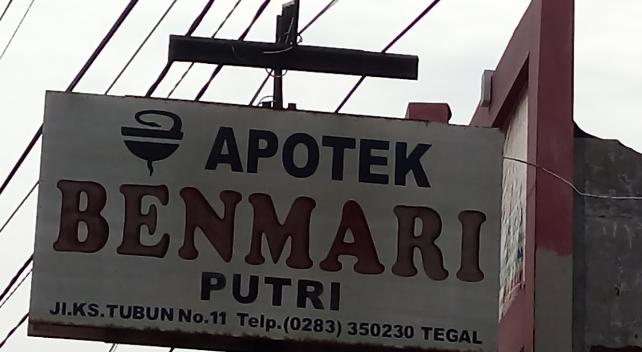 APOTEK
BENMARI
PUTRI
Jl.KS.TUBUN No.11 Telp.(0283) 350230 TEGAL